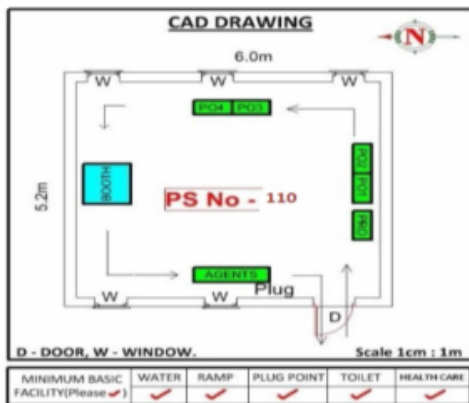 CAD DRAWING
N
6.0m
W W W
PO4 PO3
5.2m
BOOTH
PO2
PO1
PS No - 110
PRO
AGENTS
Plug
W W
D
D - DOOR, W - WINDOW. Scale 1cm : 1m
MINIMUM BASIC FACILITY(Please ✓) WATER RAMP PLUG POINT TOILET HEALTH CARE
✓ ✓ ✓ ✓ ✓